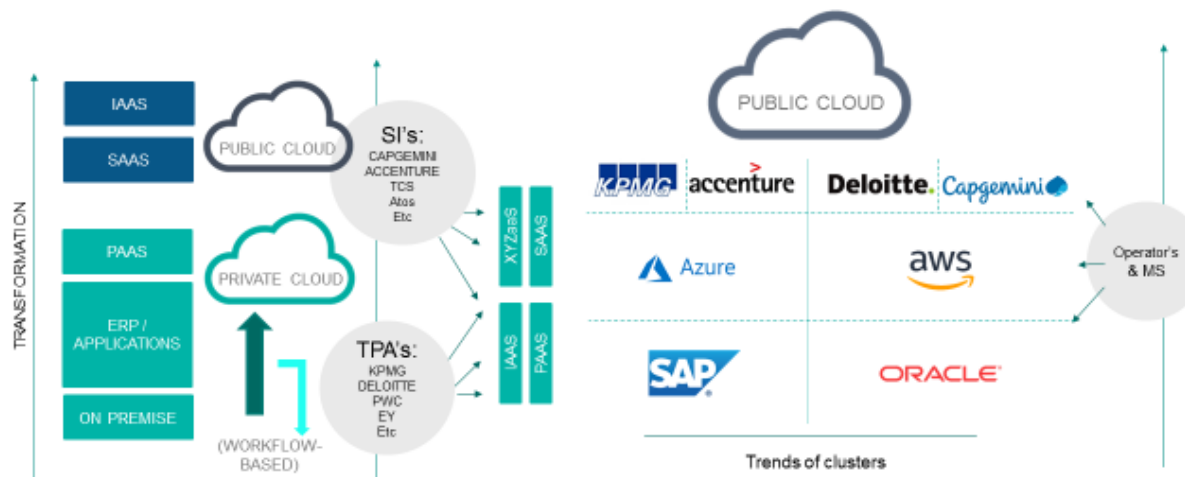 TRANSFORMATION
IAAS
SAAS
PAAS
ERP /
APPLICATIONS
ON PREMISE
PUBLIC CLOUD
PRIVATE CLOUD
(WORKFLOW-
BASED)
SI's:
CAPGEMINI
ACCENTURE
TCS
Atos
Etc
TPA's:
KPMG
DELOITTE
PWC
EY
Etc
XYZaaS
SAAS
IAAS
PAAS
PUBLIC CLOUD
KPMG
accenture
Deloitte.
Capgemini
Azure
aws
SAP
ORACLE
Operator's
& MS
Trends of clusters